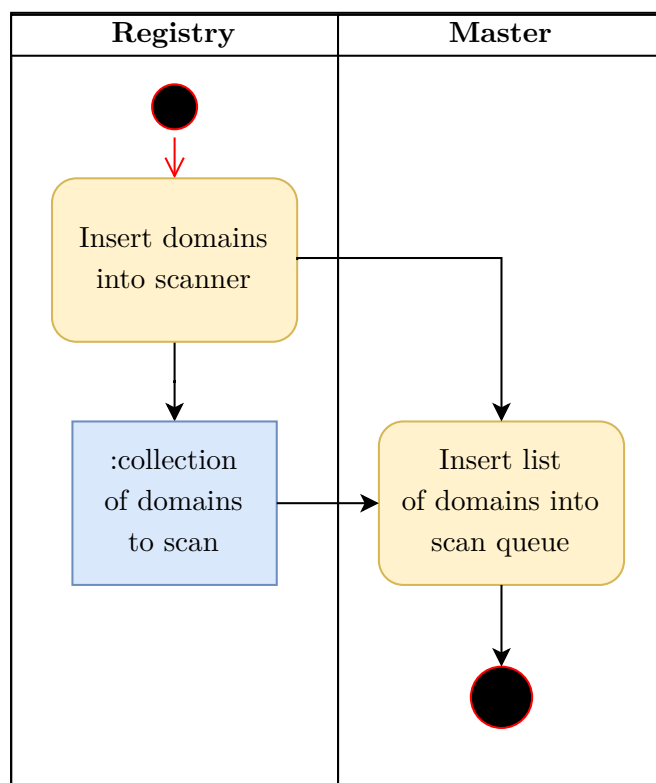 Registry
Master
Insert domains
into scanner
:collection
of domains
to scan
Insert list
of domains into
scan queue